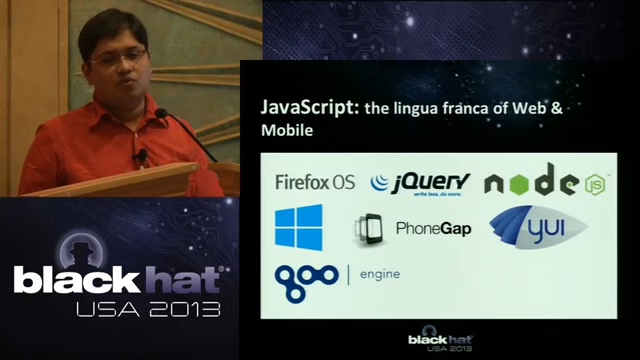 JavaScript: the lingua franca of Web &
Mobile
Firefox OS
jQuery
write less, do more.
node
JS
PhoneGap
yui
goo
engine
black hat®
USA 2013
black hat®
USA 2013